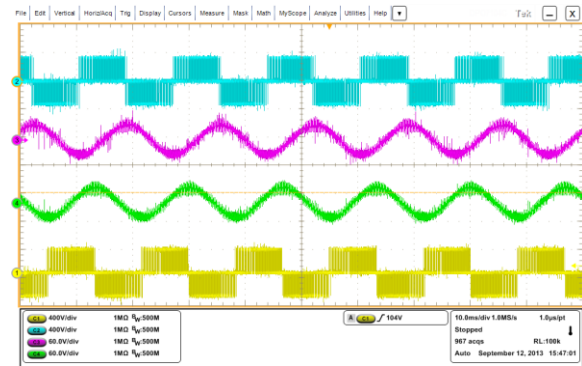 File Edit Vertical Horiz/Acq Trig Display Cursors Measure Mask Math MyScope Analyze Utilities Help Tek X
2
3
4
1
C1 400V/div 1MΩ BW:500M
C2 400V/div 1MΩ BW:500M
C3 60.0V/div 1MΩ BW:500M
C4 60.0V/div 1MΩ BW:500M
A C1 104V
10.0ms/div 1.0MS/s 1.0µs/pt
Stopped
967 acqs RL:100k
Auto September 12, 2013 15:47:01